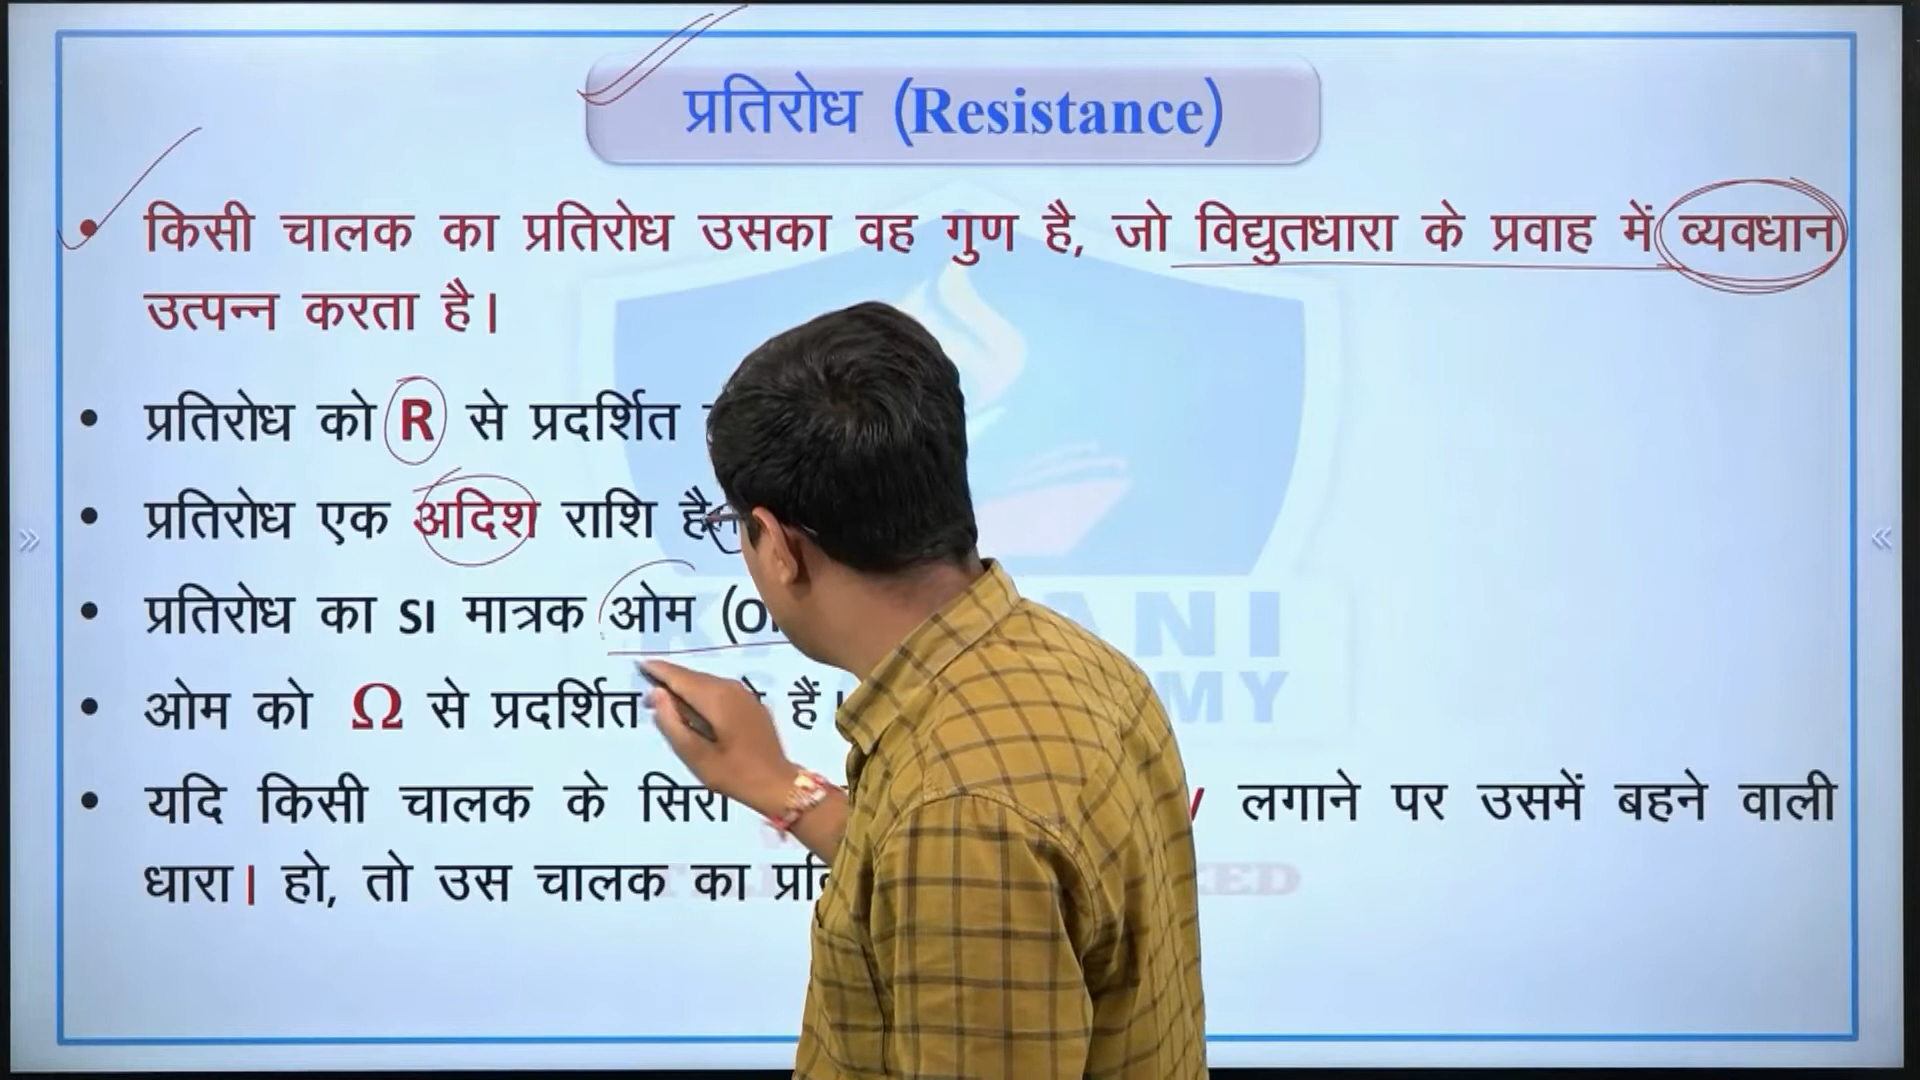 प्रतिरोध (Resistance)
• किसी चालक का प्रतिरोध उसका वह गुण है, जो विद्युतधारा के प्रवाह में व्यवधान
उत्पन्न करता है।
• प्रतिरोध को R से प्रदर्शित
• प्रतिरोध एक अदिश राशि है
• प्रतिरोध का SI मात्रक ओम
• ओम को Ω से प्रदर्शित हैं।
• यदि किसी चालक के लगाने पर उसमें बहने वाली
धारा I हो, तो उस चालक का